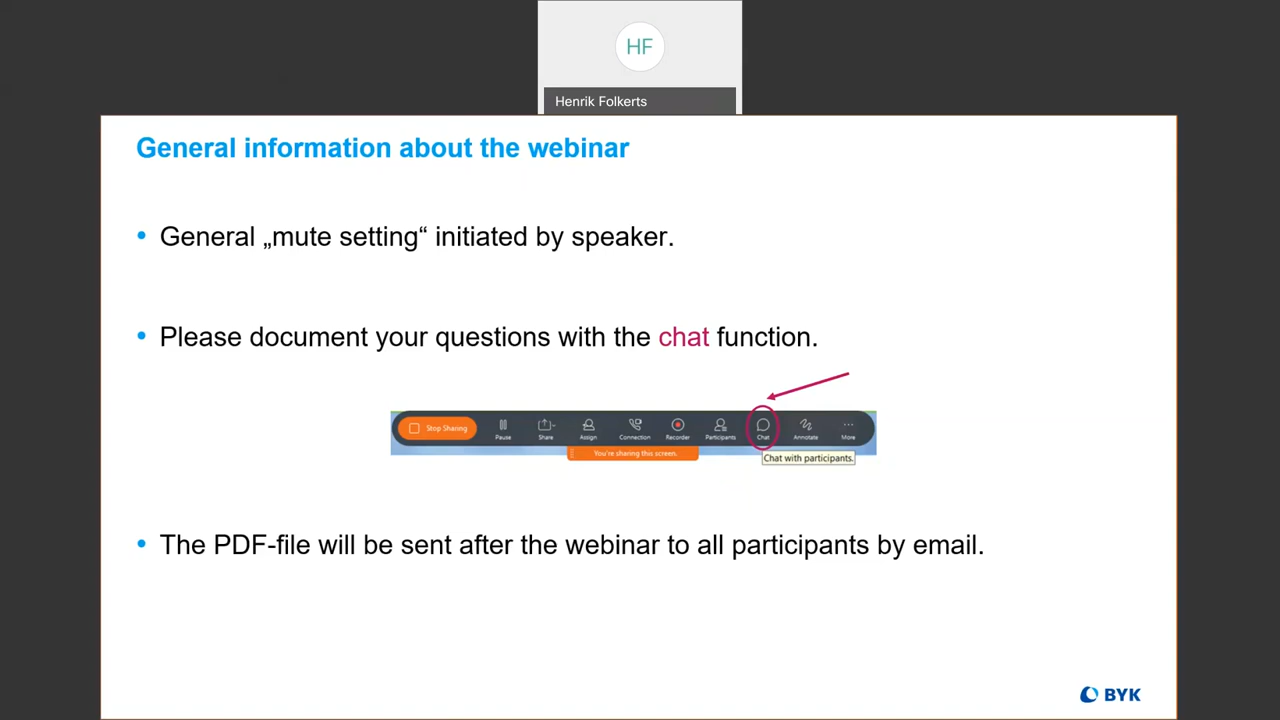 HF
Henrik Folkerts
General information about the webinar
• General „mute setting“ initiated by speaker.
• Please document your questions with the chat function.
Stop Sharing
Pause
Share
Assign
Connection
Recorder
Participants
Chat
Annotate
More
You're sharing this screen.
Chat with participants.
• The PDF-file will be sent after the webinar to all participants by email.
BYK